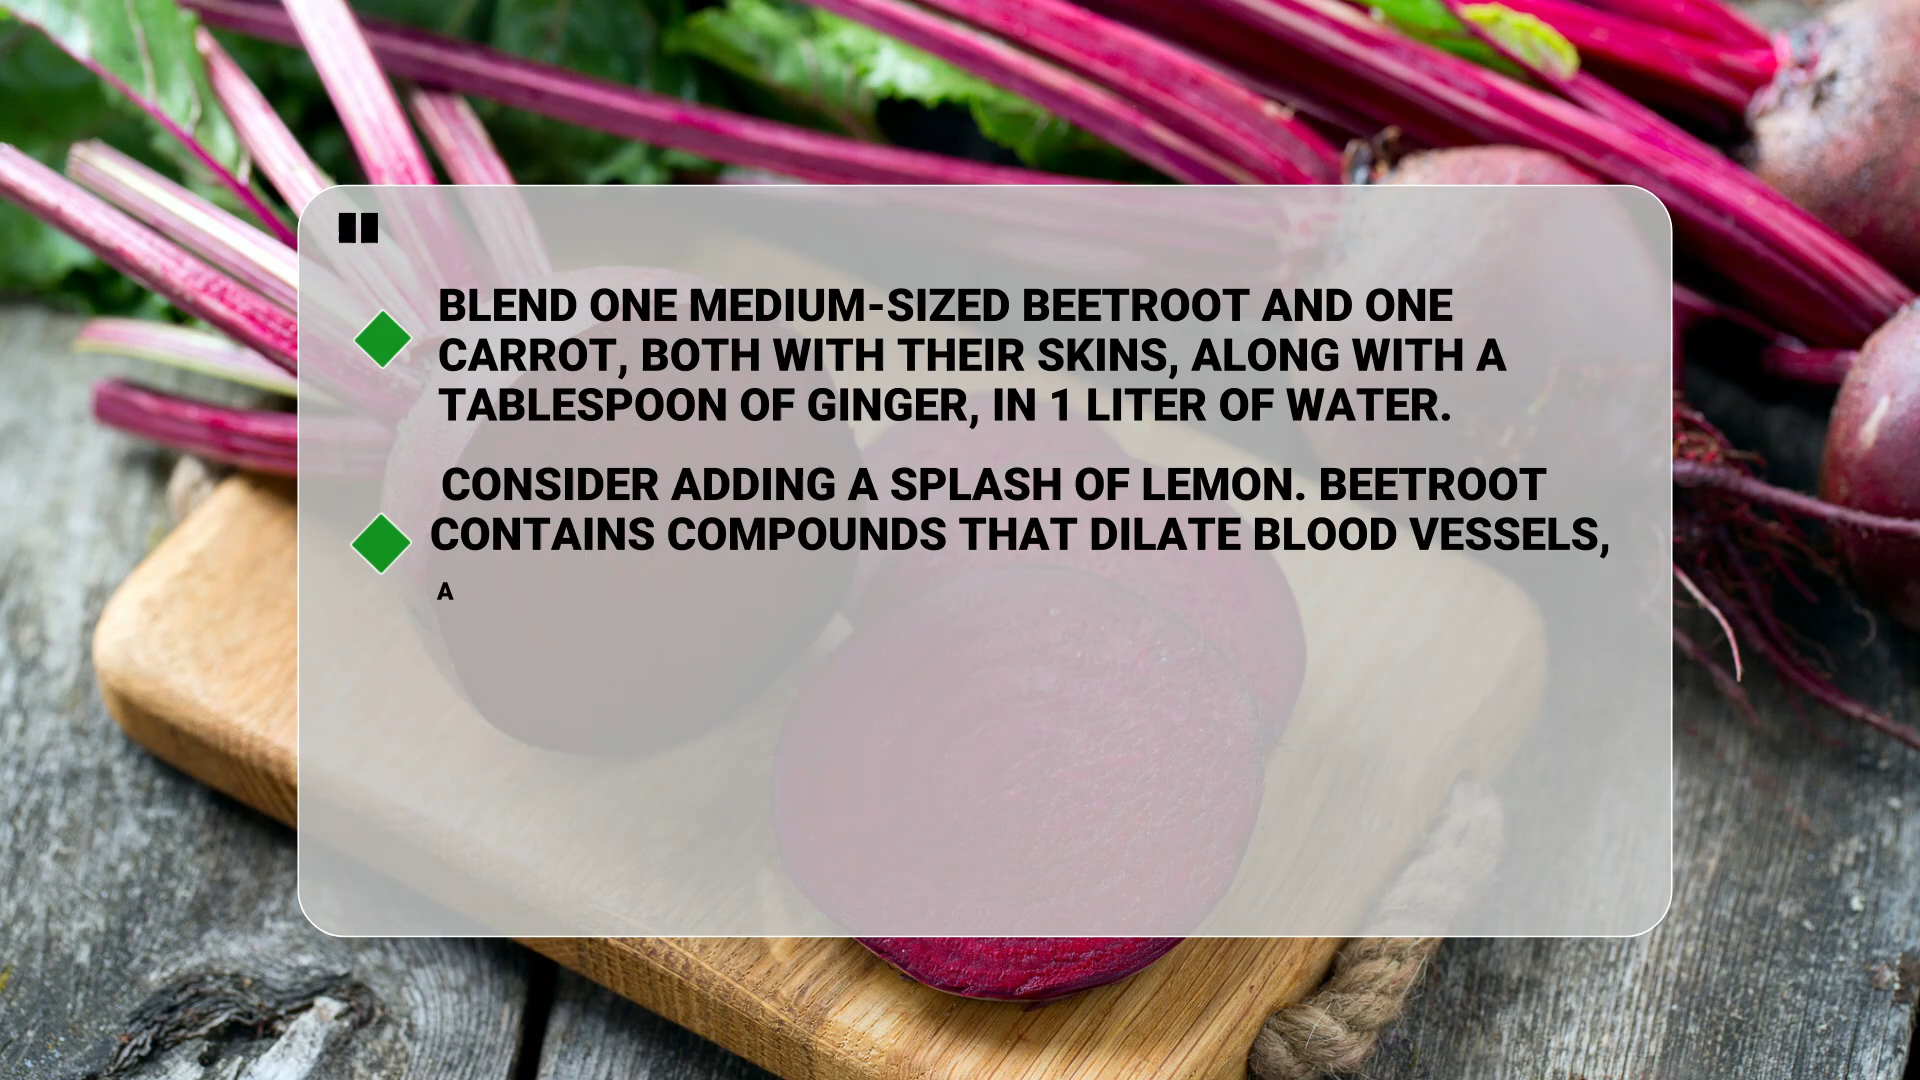 "
BLEND ONE MEDIUM-SIZED BEETROOT AND ONE
CARROT, BOTH WITH THEIR SKINS, ALONG WITH A
TABLESPOON OF GINGER, IN 1 LITER OF WATER.
CONSIDER ADDING A SPLASH OF LEMON. BEETROOT
CONTAINS COMPOUNDS THAT DILATE BLOOD VESSELS,
A